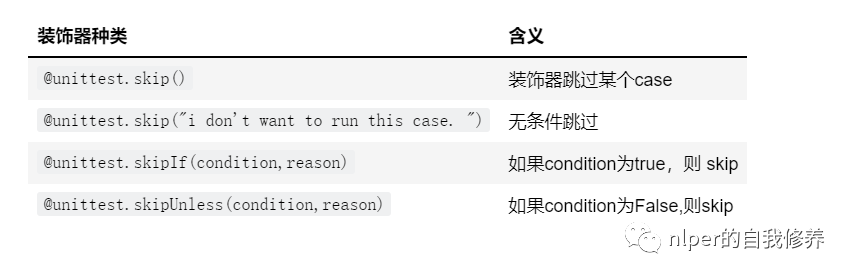 装饰器种类 含义
@unittest.skip() 装饰器跳过某个case
@unittest.skip("i don't want to run this case. ") 无条件跳过
@unittest.skipIf(condition,reason) 如果condition为true，则 skip
@unittest.skipUnless(condition,reason) 如果condition为False,则skip
nlper的自我修养